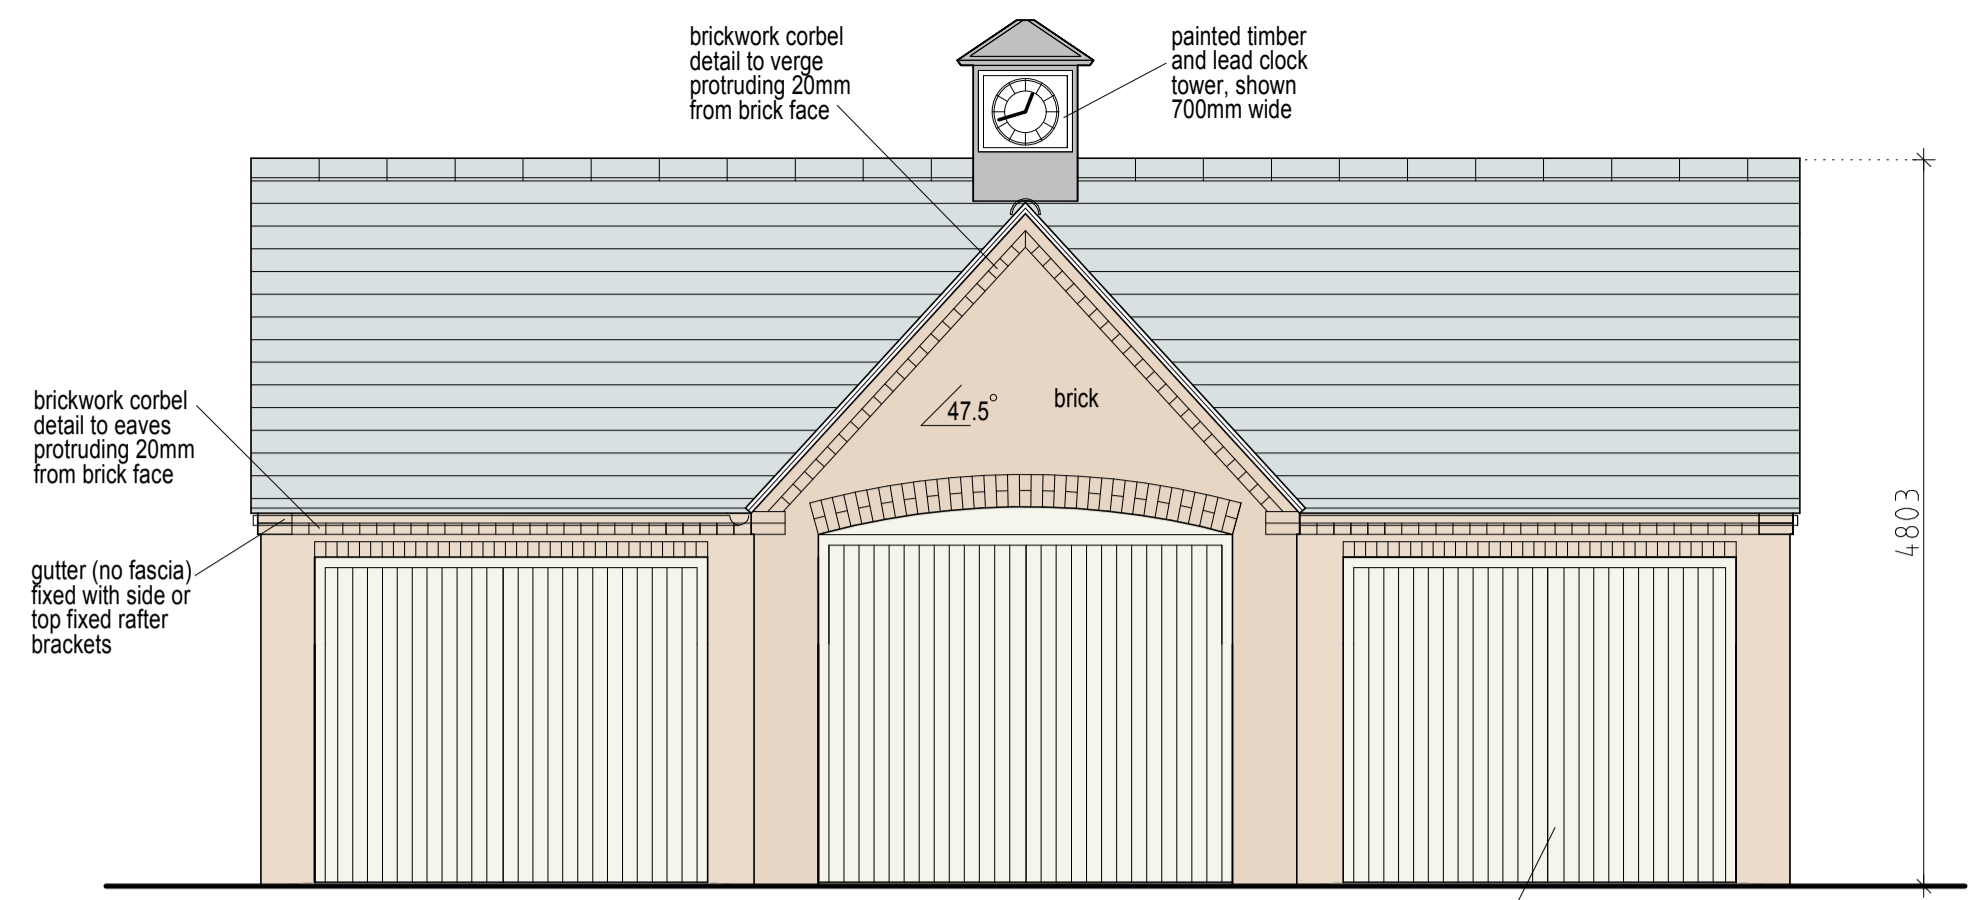 brickwork corbel
detail to verge
protruding 20mm
from brick face
painted timber
and lead clock
tower, shown
700mm wide
brickwork corbel
detail to eaves
protruding 20mm
from brick face
47.5°
brick
gutter (no fascia)
fixed with side or
top fixed rafter
brackets
4803